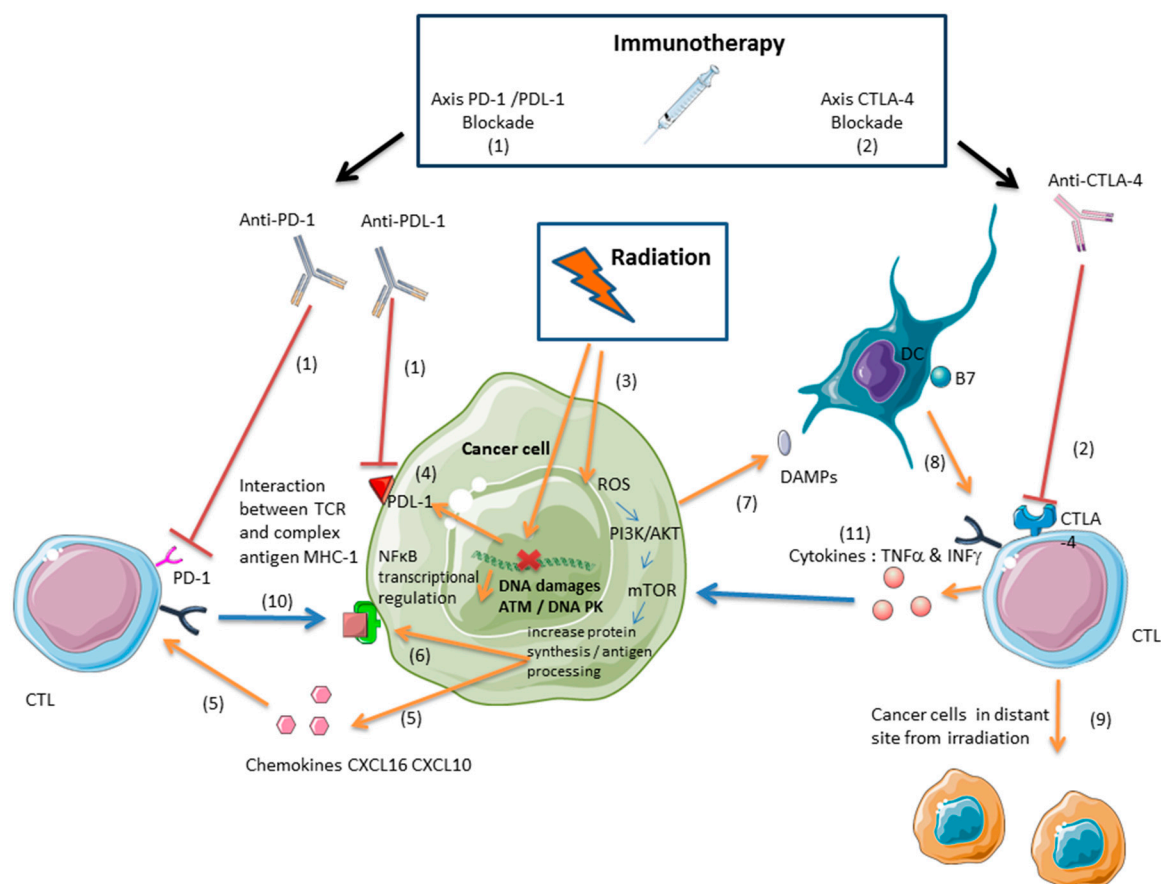 Immunotherapy
Axis PD-1 /PDL-1
Blockade
(1)
Axis CTLA-4
Blockade
(2)
Anti-PD-1
Anti-PDL-1
Anti-CTLA-4
Radiation
(1)
(1)
(3)
DC
B7
(2)
(8)
Cancer cell
(4)
PDL-1
ROS
DAMPs
(7)
Interaction
between TCR
and complex
antigen MHC-1
PD-1
PI3K/AKT
CTLA
-4
(11)
Cytokines : TNFα & INFγ
NFκB
transcriptional
regulation
DNA damages
ATM / DNA PK
mTOR
(10)
increase protein
synthesis / antigen
processing
(6)
CTL
CTL
(5)
(5)
Chemokines CXCL16 CXCL10
Cancer cells in distant
site from irradiation
(9)